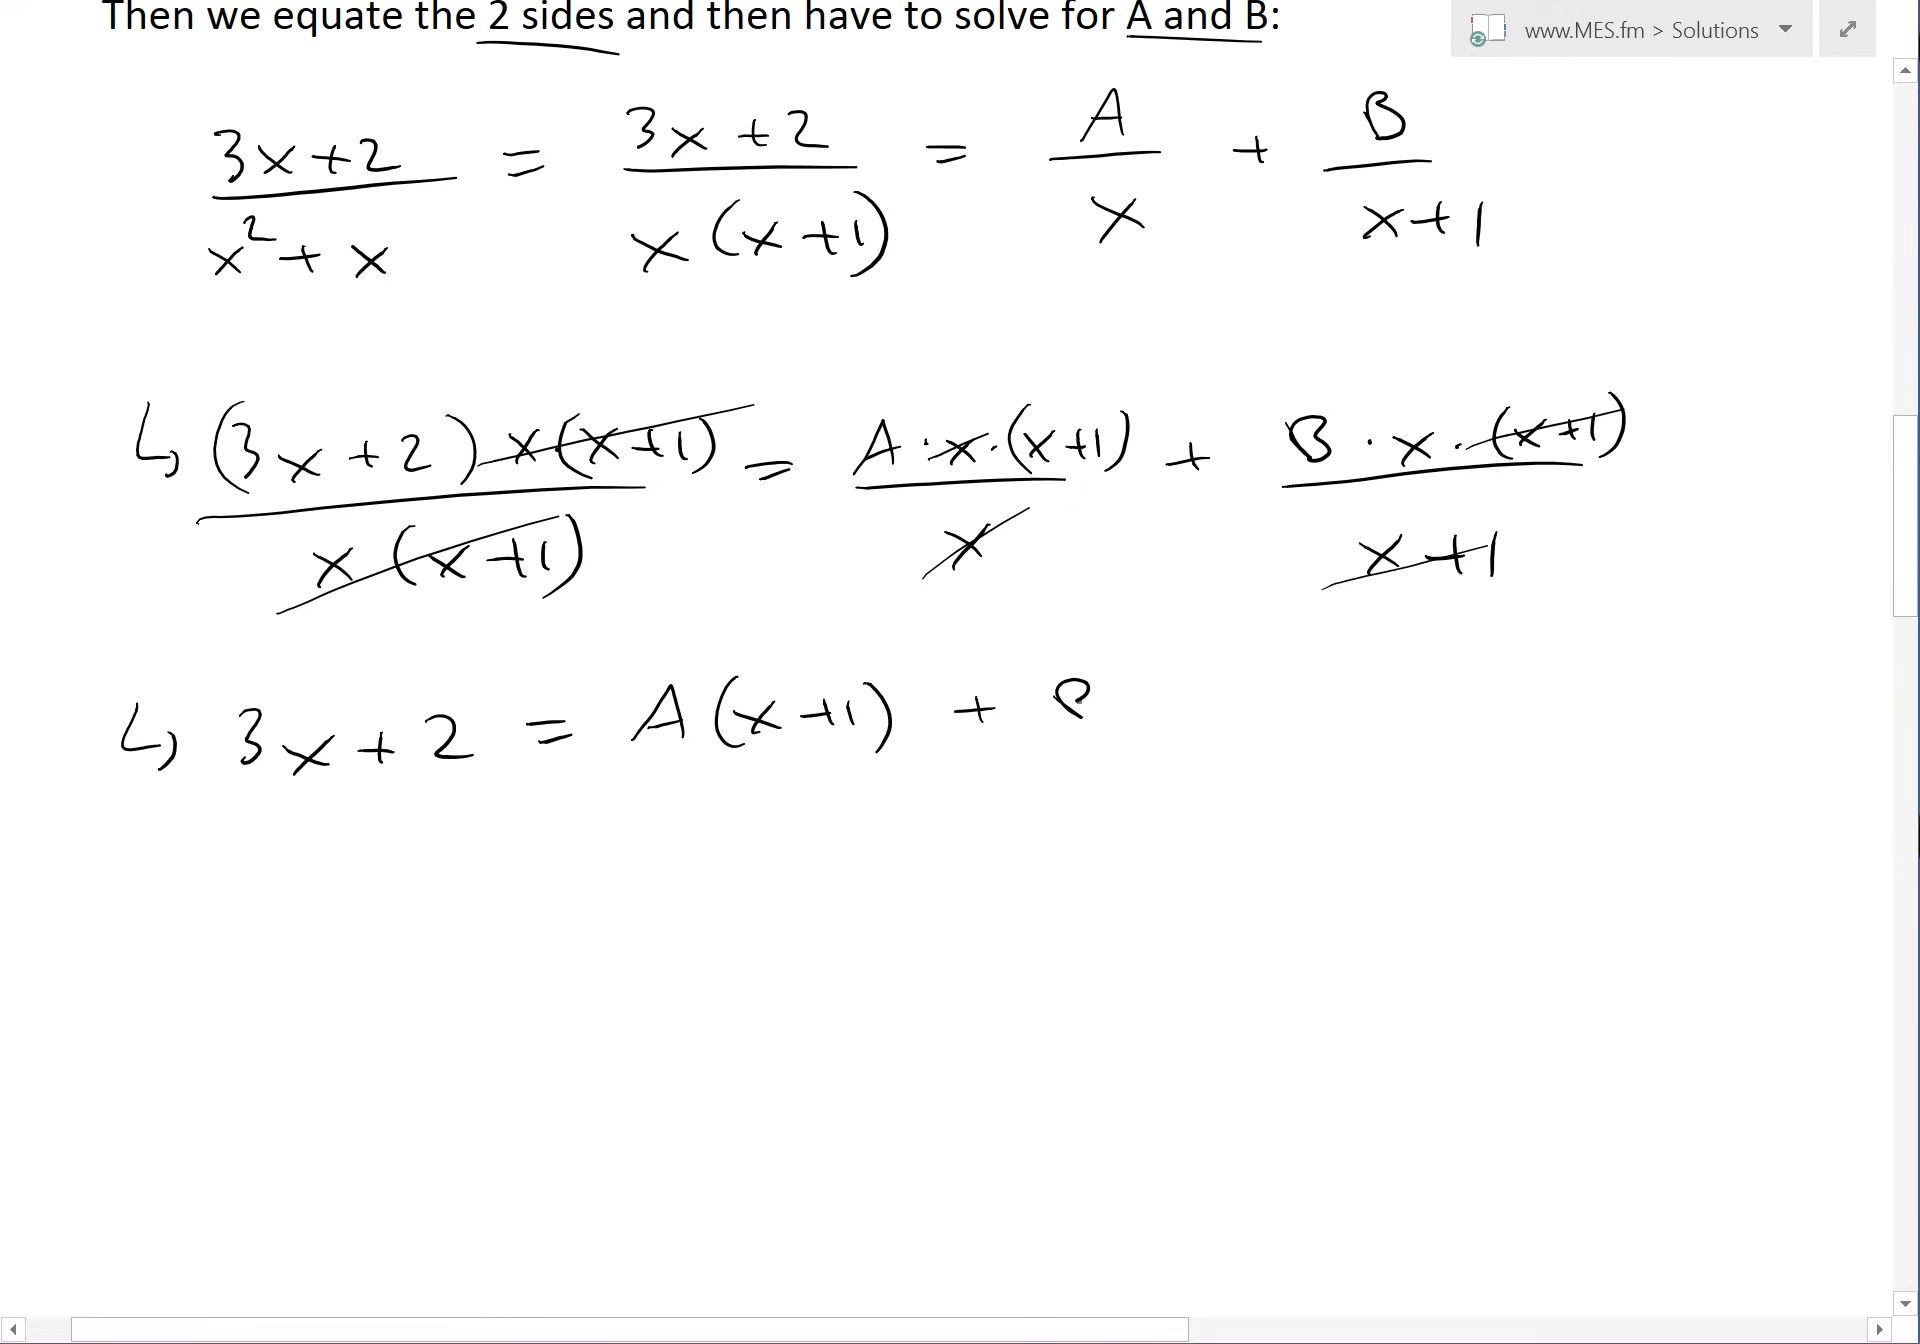 Then we equate the 2 sides and then have to solve for A and B:
www.MES.fm > Solutions
(3x+2)/(x²+x) = (3x+2)/(x(x+1)) = A/x + B/(x+1)
↳ ((3x+2)x(x+1))/(x(x+1)) = (A·x·(x+1))/x + (B·x·(x+1))/(x+1)
↳ 3x+2 = A(x+1) +